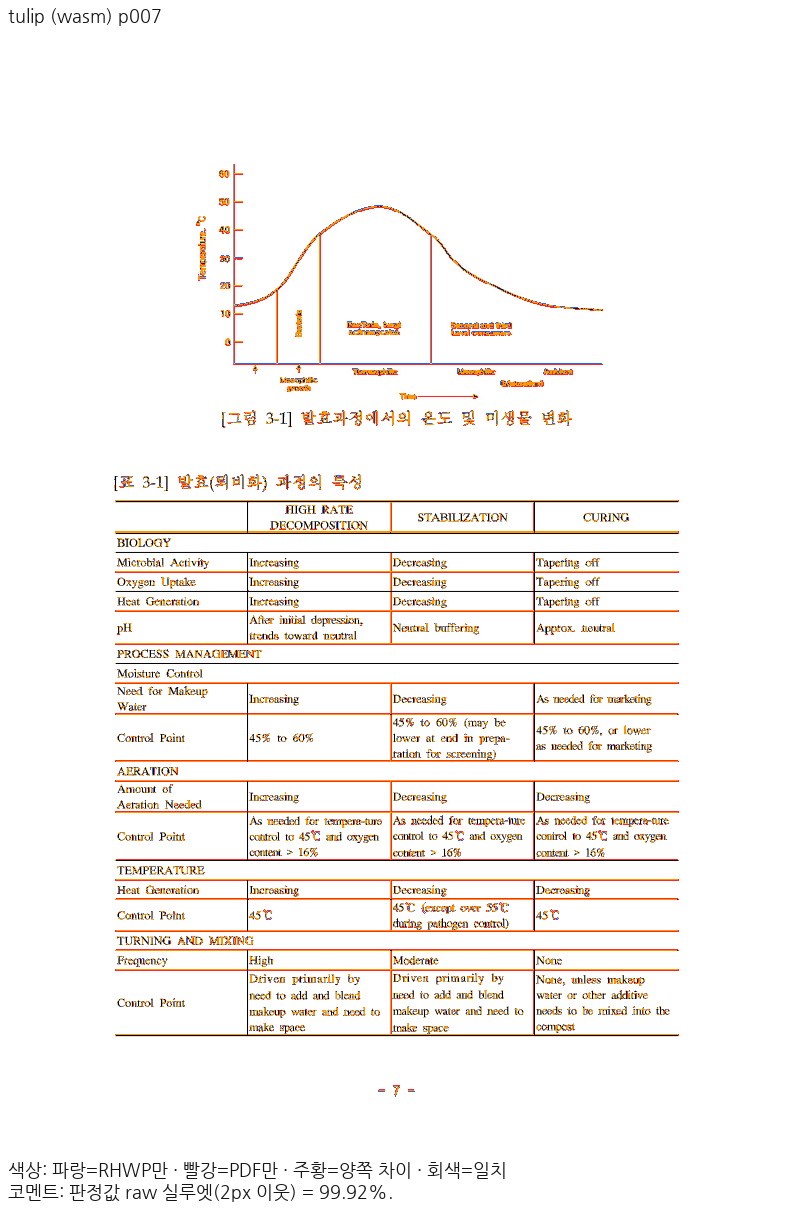 tulip (wasm) p007
60
50
40
30
20
10
0
Temperature, °C
Bacteria
Bacteria, fungi
actinomycetes
Second and third
level consumers
Mesophilic
growth
Thermophilic
Mesophilic
Ambient
(Maturation)
Time
[그림 3-1] 발효과정에서의 온도 및 미생물 변화
[표 3-1] 발효(퇴비화) 과정의 특성
HIGH RATE
DECOMPOSITION
STABILIZATION
CURING
BIOLOGY
Microbial Activity Increasing Decreasing Tapering off
Oxygen Uptake Increasing Decreasing Tapering off
Heat Generation Increasing Decreasing Tapering off
pH
After initial depression,
trends toward neutral
Neutral buffering
Approx. neutral
PROCESS MANAGEMENT
Moisture Control
Need for Makeup
Water
Increasing
Decreasing
As needed for marketing
Control Point
45% to 60%
45% to 60% (may be
lower at end in prepa-
ration for screening)
45% to 60%, or lower
as needed for marketing
AERATION
Amount of
Aeration Needed
Increasing
Decreasing
Decreasing
Control Point
As needed for tempera-ture
control to 45℃ and oxygen
content > 16%
As needed for tempera-ture
control to 45℃ and oxygen
content > 16%
As needed for tempera-ture
control to 45℃ and oxygen
content > 16%
TEMPERATURE
Heat Generation Increasing Decreasing Decreasing
Control Point
45℃
45℃ (except over 55℃
during pathogen control)
45℃
TURNING AND MIXING
Frequency High Moderate None
Control Point
Driven primarily by
need to add and blend
makeup water and need to
make space
Driven primarily by
need to add and blend
makeup water and need to
make space
None, unless makeup
water or other additive
needs to be mixed into the
compost
- 7 -
색상: 파랑=RHWP만 · 빨강=PDF만 · 주황=양쪽 차이 · 회색=일치
코멘트: 판정값 raw 실루엣(2px 이웃) = 99.92%.